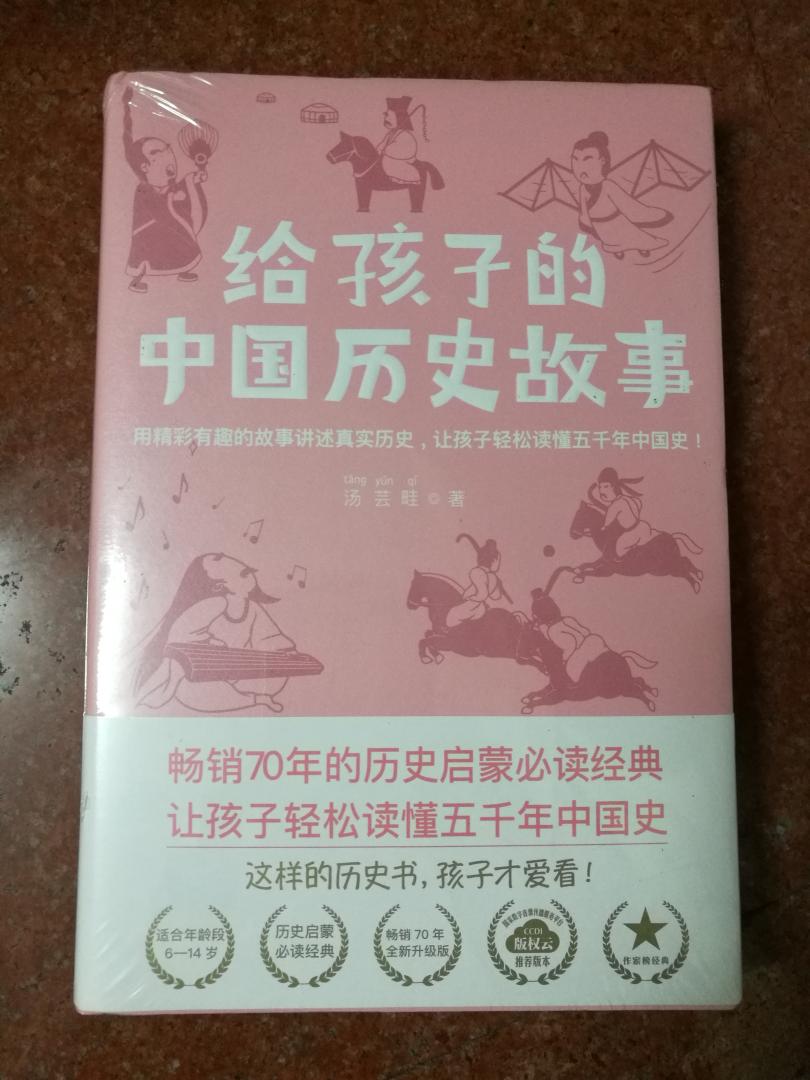 给孩子的
中国历史故事
用精彩有趣的故事讲述真实历史，让孩子轻松读懂五千年中国史！
tāng yún qí
汤芸畦◎著
畅销70年的历史启蒙必读经典
让孩子轻松读懂五千年中国史
这样的历史书，孩子才爱看！
适合年龄段
6—14岁
历史启蒙
必读经典
畅销70年
全新升级版
CCDI
版权云
推荐版本
作家榜经典